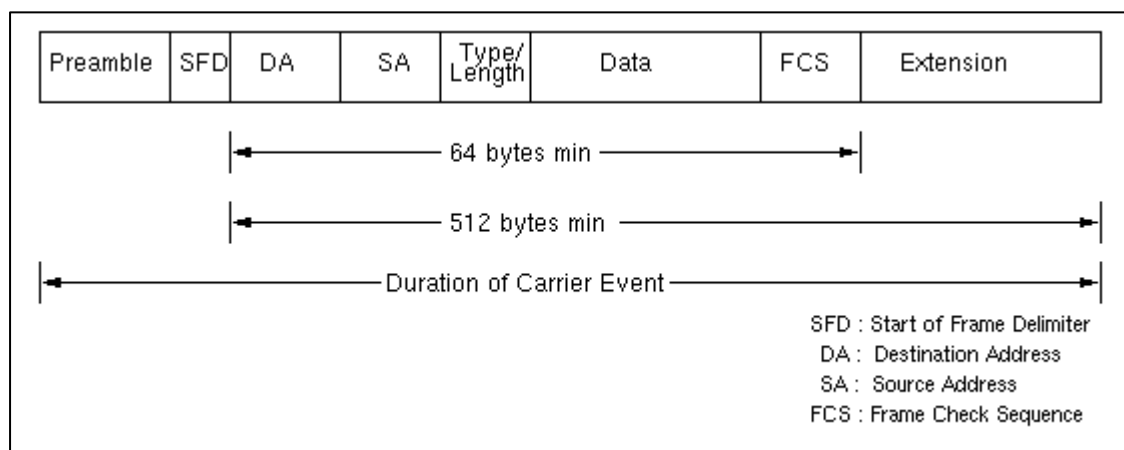 Preamble SFD DA SA Type/ Data FCS Extension
Length
64 bytes min
512 bytes min
Duration of Carrier Event
SFD : Start of Frame Delimiter
DA : Destination Address
SA : Source Address
FCS : Frame Check Sequence